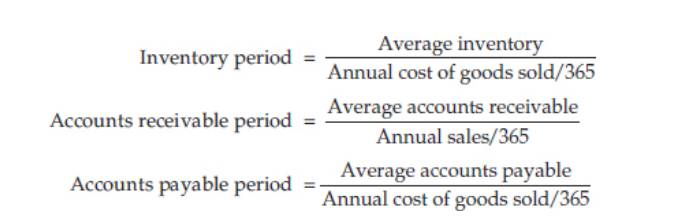 Inventory period = Average inventory / Annual cost of goods sold/365
Accounts receivable period = Average accounts receivable / Annual sales/365
Accounts payable period = Average accounts payable / Annual cost of goods sold/365